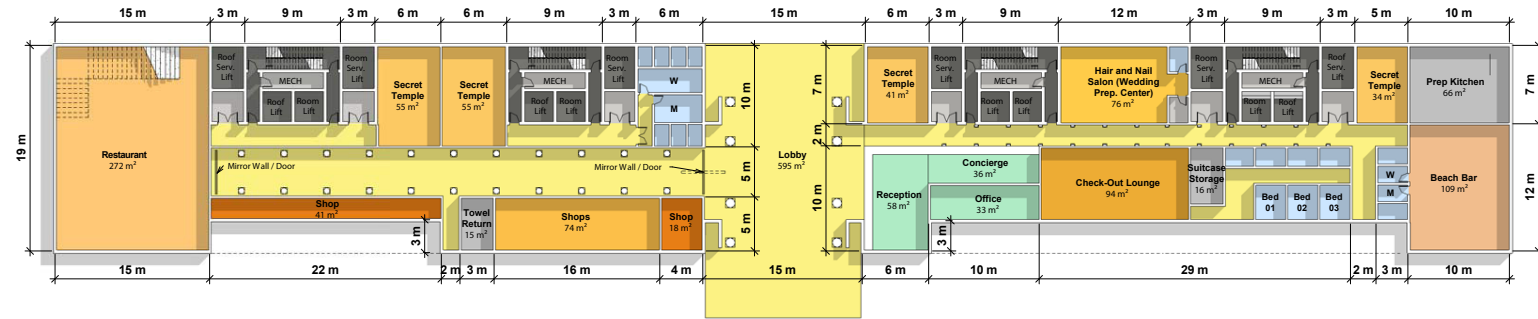 15 m
3 m
9 m
3 m
6 m
6 m
9 m
3 m
6 m
15 m
6 m
3 m
9 m
12 m
3 m
9 m
3 m
5 m
10 m
19 m
Restaurant
272 m²
Roof
Serv.
Lift
MECH
Roof
Lift
Room
Lift
Room
Serv.
Lift
Secret
Temple
55 m²
Secret
Temple
55 m²
MECH
Roof
Lift
Room
Lift
Room
Serv.
Lift
W
M
10 m
5 m
5 m
Mirror Wall / Door
Mirror Wall / Door
Shop
41 m²
3 m
Towel
Return
15 m²
Shops
74 m²
Shop
18 m²
Lobby
595 m²
7 m
2 m
10 m
Secret
Temple
41 m²
Room
Serv.
Lift
MECH
Room
Lift
Roof
Lift
Hair and Nail
Salon (Wedding
Prep. Center)
76 m²
Room
Serv.
Lift
MECH
Room
Lift
Roof
Lift
Roof
Serv.
Lift
Secret
Temple
34 m²
Prep Kitchen
66 m²
7 m
Reception
58 m²
Concierge
36 m²
Office
33 m²
3 m
Check-Out Lounge
94 m²
Suitcase
Storage
16 m²
Bed
01
Bed
02
Bed
03
W
M
Beach Bar
109 m²
12 m
15 m
22 m
2 m
3 m
16 m
4 m
15 m
6 m
10 m
29 m
2 m
3 m
10 m